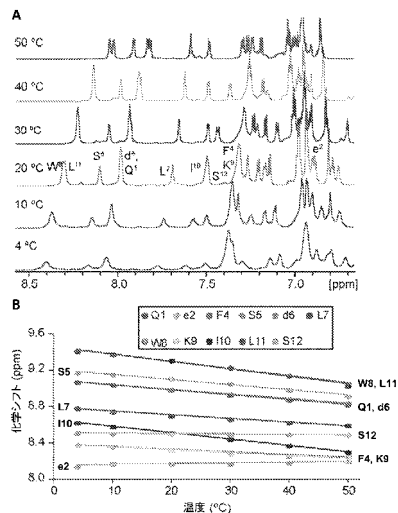 A
50 °C
40 °C
30 °C
20 °C
10 °C
4 °C
W8 L11 S5 d6, Q1 L7 I10 S12 F4 K9 e2
8.5 8.0 7.5 7.0 [ppm]
B
Q1 e2 F4 S5 d6 L7
W8 K9 I10 L11 S12
9.6
9.2
8.8
8.4
8.0
化学シフト (ppm)
S5
L7
I10
e2
W8, L11
Q1, d6
S12
F4, K9
0 10 20 30 40 50
温度 (°C)